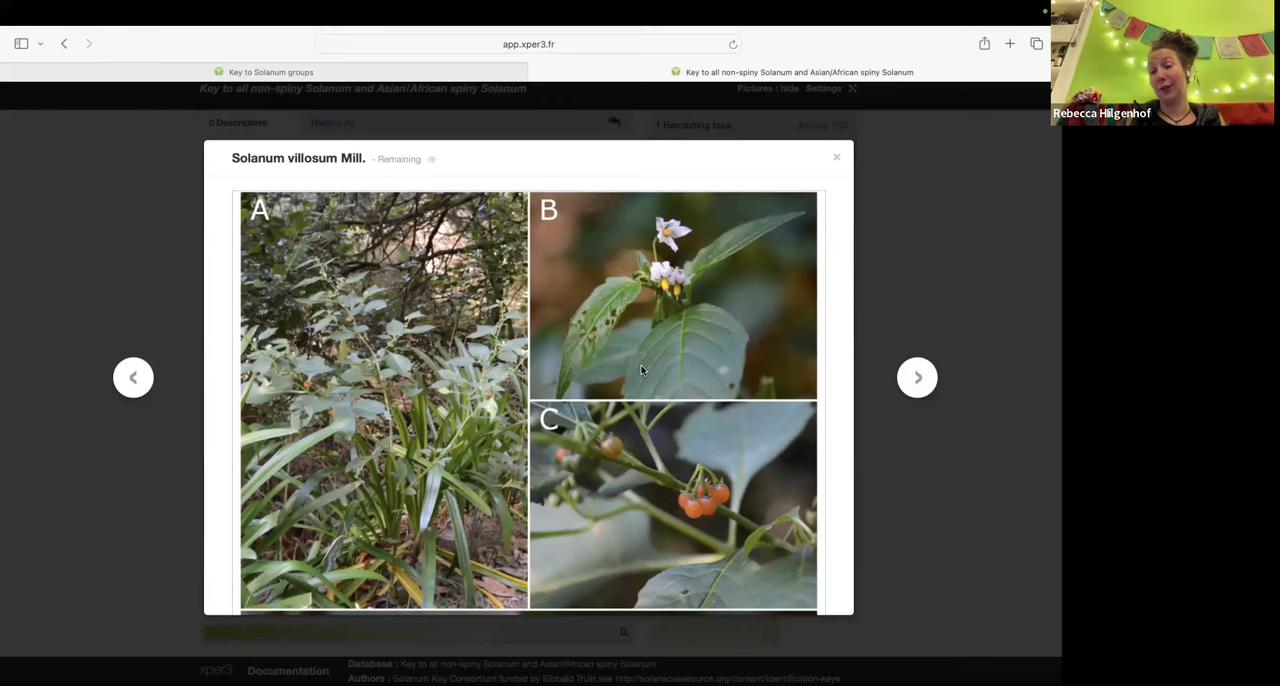 app.xper3.fr
Key to Solanum groups
Key to all non-spiny Solanum and Asian/African spiny Solanum
Key to all non-spiny Solanum and Asian/African spiny Solanum
Pictures : hide Settings
0 Descriptors
History (4)
1 Remaining taxa
Rebecca Hilgenhof
Solanum villosum Mill. - Remaining
A
B
C
xper3 Documentation
Database : Key to all non-spiny Solanum and Asian/African spiny Solanum
Authors : Solanum Key Consortium,funded by Sibbald Trust,see http://solanaceaesource.org/content/identification-keys